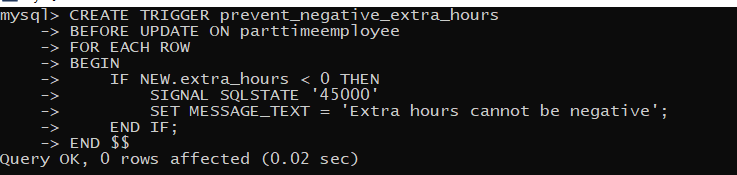 mysql> CREATE TRIGGER prevent_negative_extra_hours
    -> BEFORE UPDATE ON parttimeemployee
    -> FOR EACH ROW
    -> BEGIN
    ->     IF NEW.extra_hours < 0 THEN
    ->         SIGNAL SQLSTATE '45000'
    ->         SET MESSAGE_TEXT = 'Extra hours cannot be negative';
    ->     END IF;
    -> END $$
Query OK, 0 rows affected (0.02 sec)